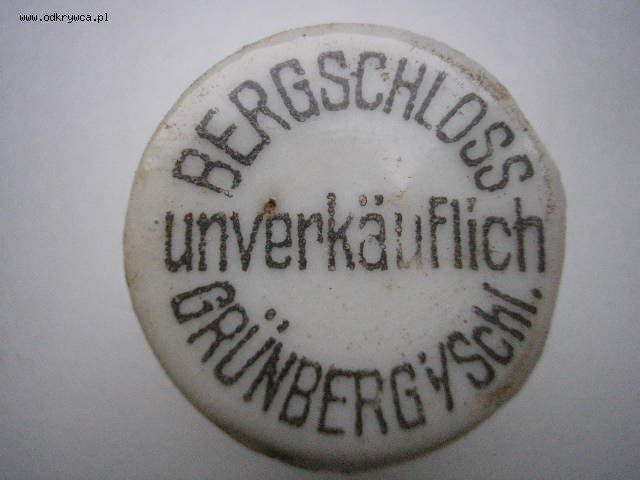 www.odkrywca.pl
BERGSCHLOSS
unverkäuflich
GRÜNBERG i/Schl.